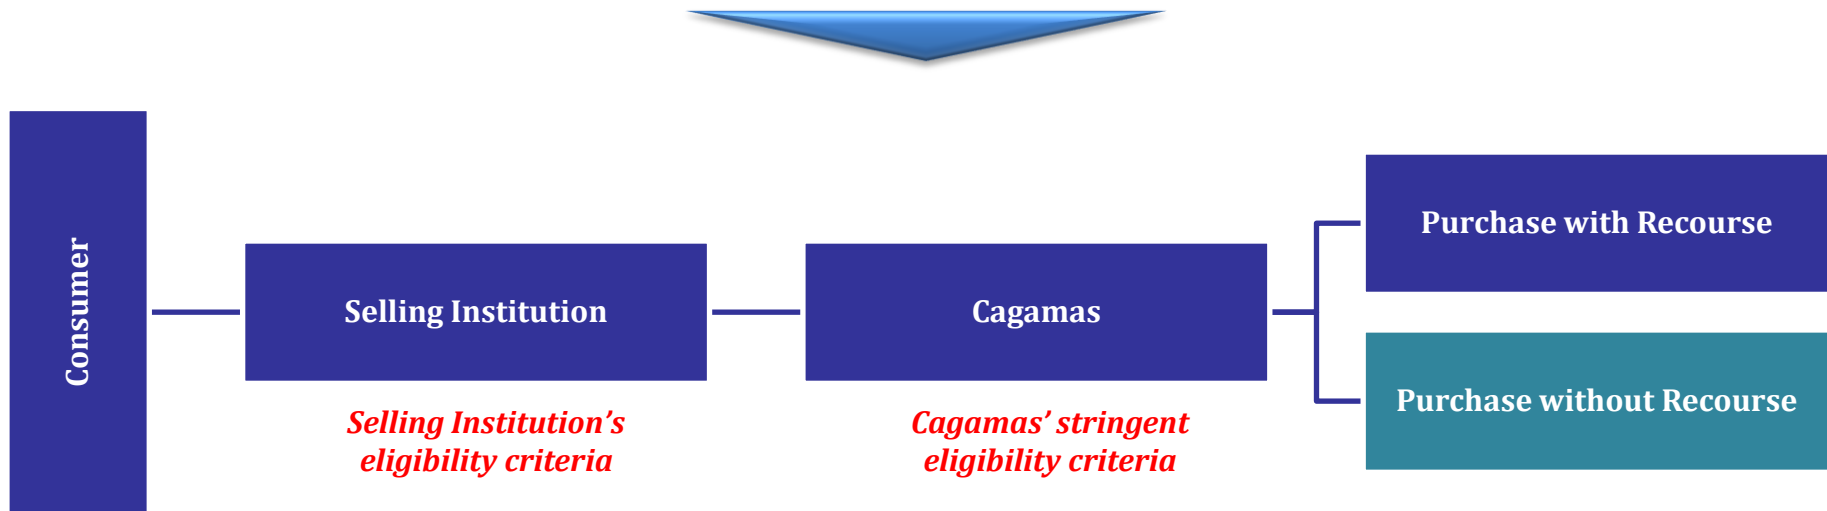 Consumer
Selling Institution
Selling Institution's
eligibility criteria
Cagamas
Cagamas' stringent
eligibility criteria
Purchase with Recourse
Purchase without Recourse